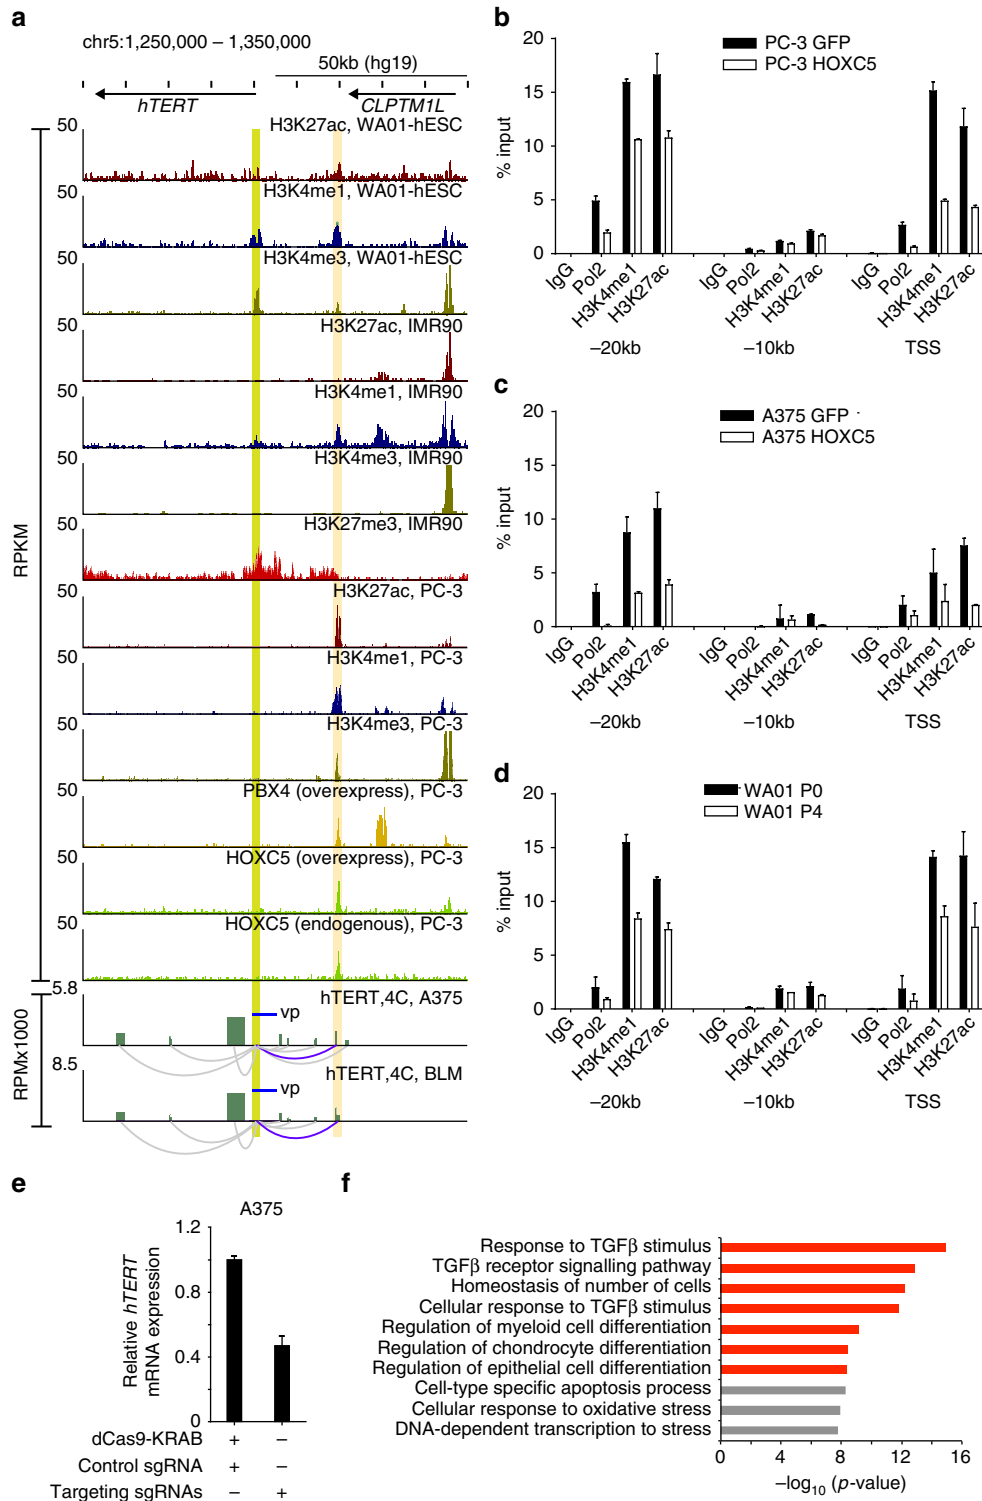 a
chr5:1,250,000 – 1,350,000
50kb (hg19)
hTERT
CLPTM1L
RPKM
50
H3K27ac, WA01-hESC
50
H3K4me1, WA01-hESC
50
H3K4me3, WA01-hESC
50
H3K27ac, IMR90
50
H3K4me1, IMR90
50
H3K4me3, IMR90
50
H3K27me3, IMR90
50
H3K27ac, PC-3
50
H3K4me1, PC-3
50
H3K4me3, PC-3
50
PBX4 (overexpress), PC-3
50
HOXC5 (overexpress), PC-3
50
HOXC5 (endogenous), PC-3
RPMx1000
5.8
hTERT,4C, A375
vp
8.5
hTERT,4C, BLM
vp
b
PC-3 GFP
PC-3 HOXC5
% input
20
15
10
5
0
IgG Pol2 H3K4me1 H3K27ac IgG Pol2 H3K4me1 H3K27ac IgG Pol2 H3K4me1 H3K27ac
–20kb –10kb TSS
c
A375 GFP
A375 HOXC5
% input
20
15
10
5
0
IgG Pol2 H3K4me1 H3K27ac IgG Pol2 H3K4me1 H3K27ac IgG Pol2 H3K4me1 H3K27ac
–20kb –10kb TSS
d
WA01 P0
WA01 P4
% input
20
15
10
5
0
IgG Pol2 H3K4me1 H3K27ac IgG Pol2 H3K4me1 H3K27ac IgG Pol2 H3K4me1 H3K27ac
–20kb –10kb TSS
e
A375
Relative hTERT
mRNA expression
1.2
0.8
0.4
0
dCas9-KRAB + –
Control sgRNA + –
Targeting sgRNAs – +
f
Response to TGFβ stimulus
TGFβ receptor signalling pathway
Homeostasis of number of cells
Cellular response to TGFβ stimulus
Regulation of myeloid cell differentiation
Regulation of chondrocyte differentiation
Regulation of epithelial cell differentiation
Cell-type specific apoptosis process
Cellular response to oxidative stress
DNA-dependent transcription to stress
0 4 8 12 16
–log10 (p-value)